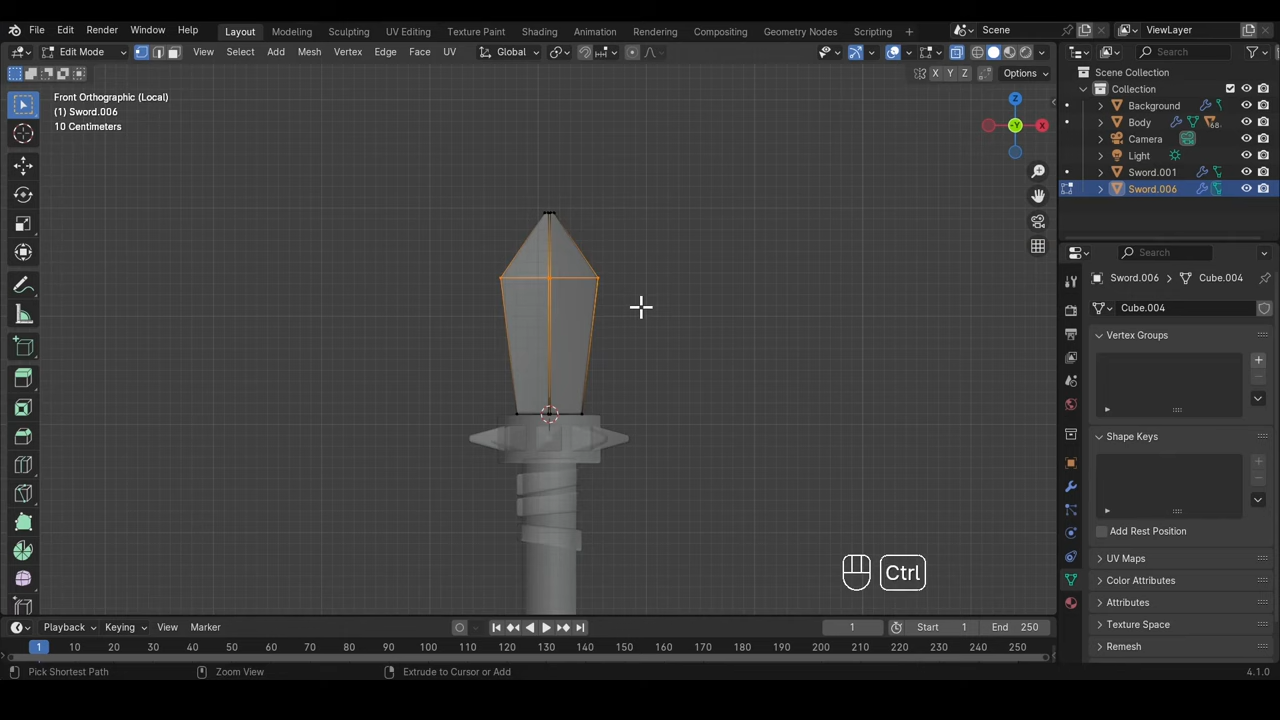 File Edit Render Window Help Layout Modeling Sculpting UV Editing Texture Paint Shading Animation Rendering Compositing Geometry Nodes Scripting + Scene ViewLayer
Edit Mode View Select Add Mesh Vertex Edge Face UV Global Search
X Y Z Options
Scene Collection
Front Orthographic (Local)
Collection
(1) Sword.006
Background
10 Centimeters
Body 68
Camera
Light
Sword.001
Sword.006
Z
-Y
X
Search
Sword.006 Cube.004
Cube.004
Vertex Groups
Shape Keys
Add Rest Position
UV Maps
Color Attributes
Attributes
Texture Space
Remesh
Ctrl
Playback Keying View Marker 1 Start 1 End 250
1 10 20 30 40 50 60 70 80 90 100 110 120 130 140 150 160 170 180 190 200 210 220 230 240 250
Pick Shortest Path Zoom View Extrude to Cursor or Add 4.1.0